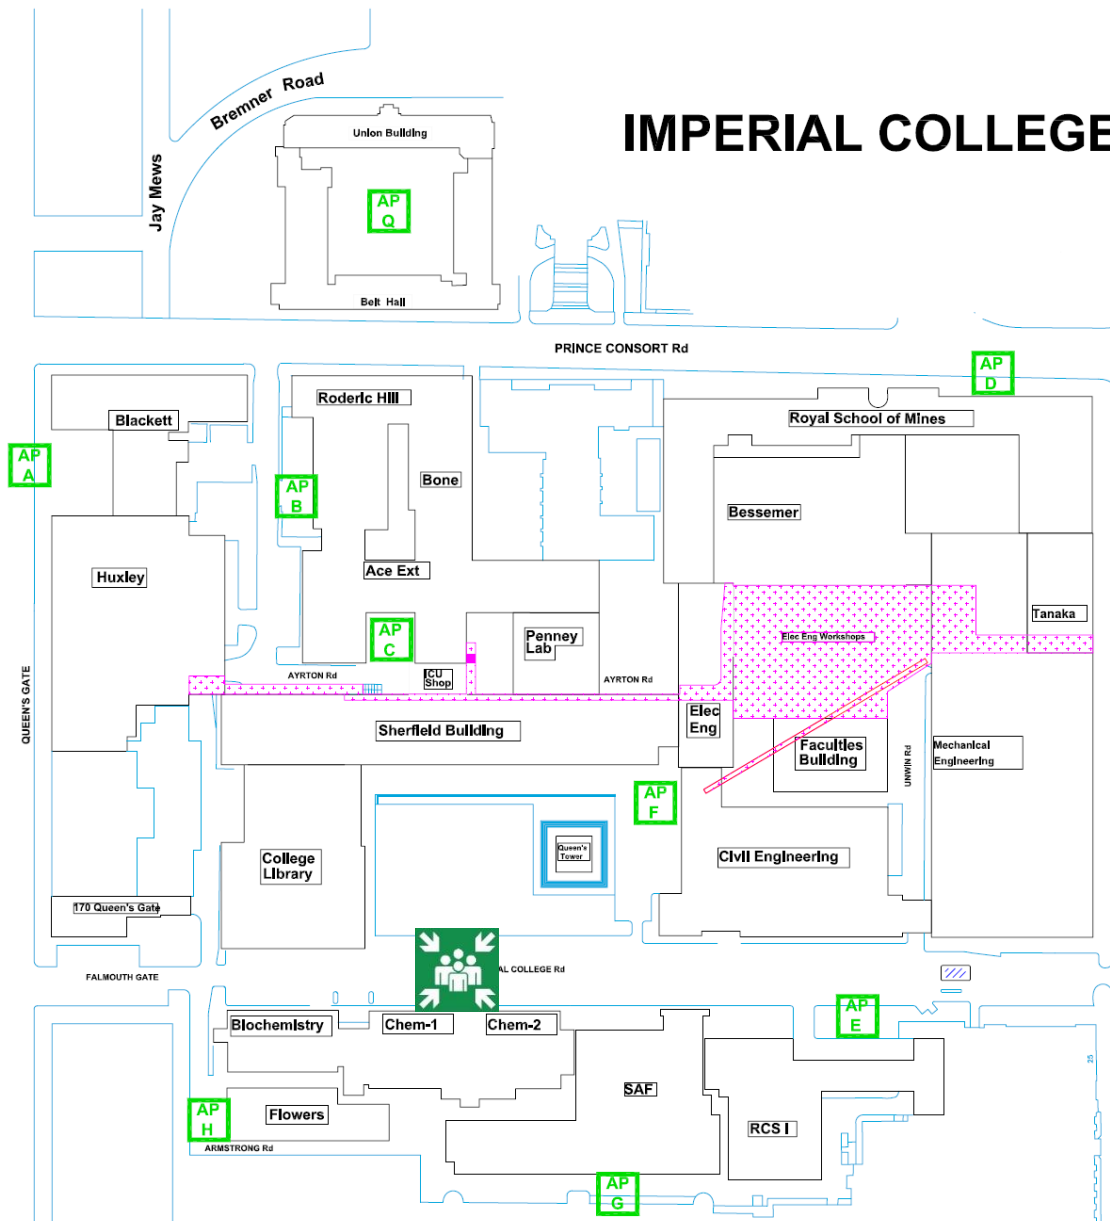 IMPERIAL COLLEGE
Bremner Road
Jay Mews
Union Building
AP
Q
Beit Hall
PRINCE CONSORT Rd
AP
D
Roderic Hill
Blackett
Royal School of Mines
AP
A
Bone
AP
B
Bessemer
Huxley
Ace Ext
Tanaka
AP
C
Penney
Lab
Elec Eng Workshops
QUEEN'S GATE
AYRTON Rd
ICU
Shop
AYRTON Rd
Elec
Eng
Sherfield Building
Faculties
Building
UNWIN Rd
Mechanical
Engineering
AP
F
College
Library
Queen's
Tower
Civil Engineering
170 Queen's Gate
FALMOUTH GATE
AL COLLEGE Rd
AP
E
Biochemistry
Chem-1
Chem-2
25
SAF
AP
H
Flowers
RCS I
ARMSTRONG Rd
AP
G